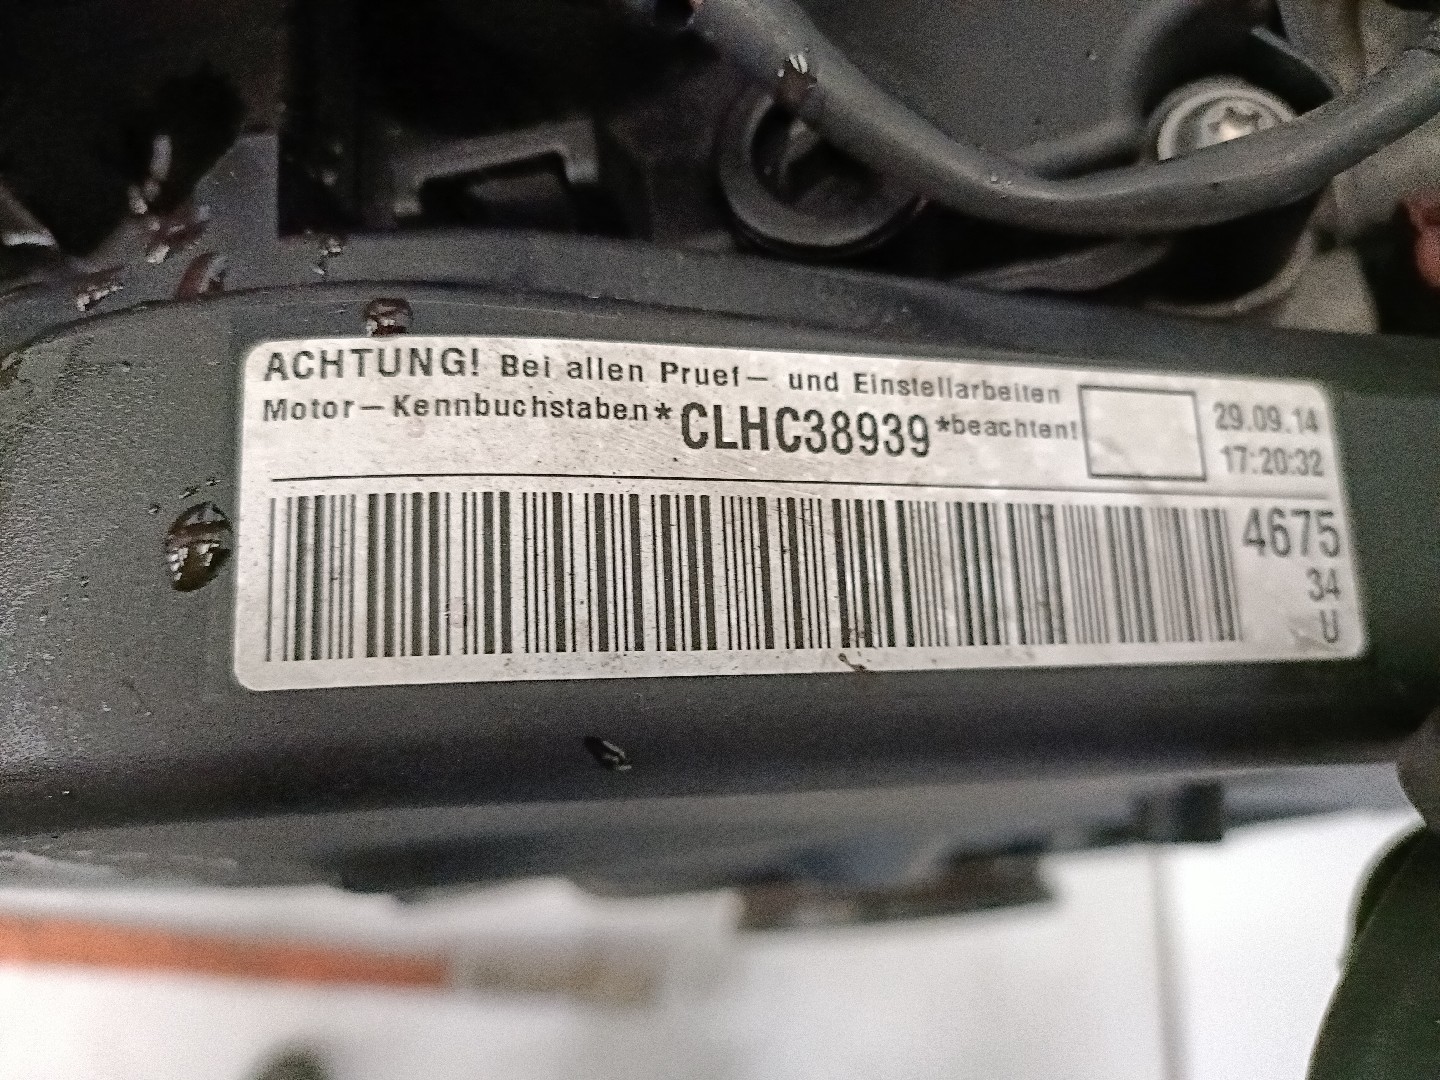 ACHTUNG! Bei allen Pruef— und Einstellarbeiten
Motor—Kennbuchstaben*CLHC38939*beachten!
29.09.14
17:20:32
4675
34
U